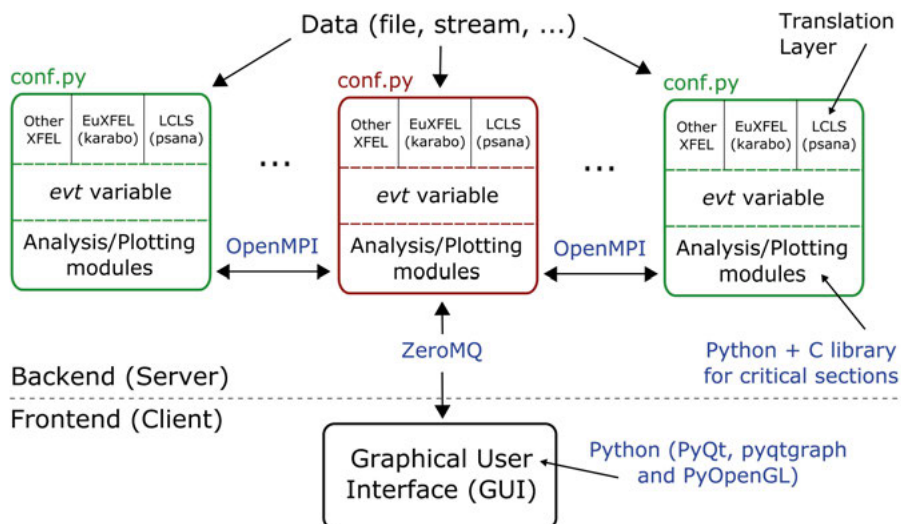 Data (file, stream, ...)
Translation
Layer
conf.py
Other
XFEL
EuXFEL
(karabo)
LCLS
(psana)
evt variable
Analysis/Plotting
modules
...
OpenMPI
conf.py
Other
XFEL
EuXFEL
(karabo)
LCLS
(psana)
evt variable
Analysis/Plotting
modules
...
OpenMPI
conf.py
Other
XFEL
EuXFEL
(karabo)
LCLS
(psana)
evt variable
Analysis/Plotting
modules
ZeroMQ
Python + C library
for critical sections
Backend (Server)
Frontend (Client)
Graphical User
Interface (GUI)
Python (PyQt, pyqtgraph
and PyOpenGL)